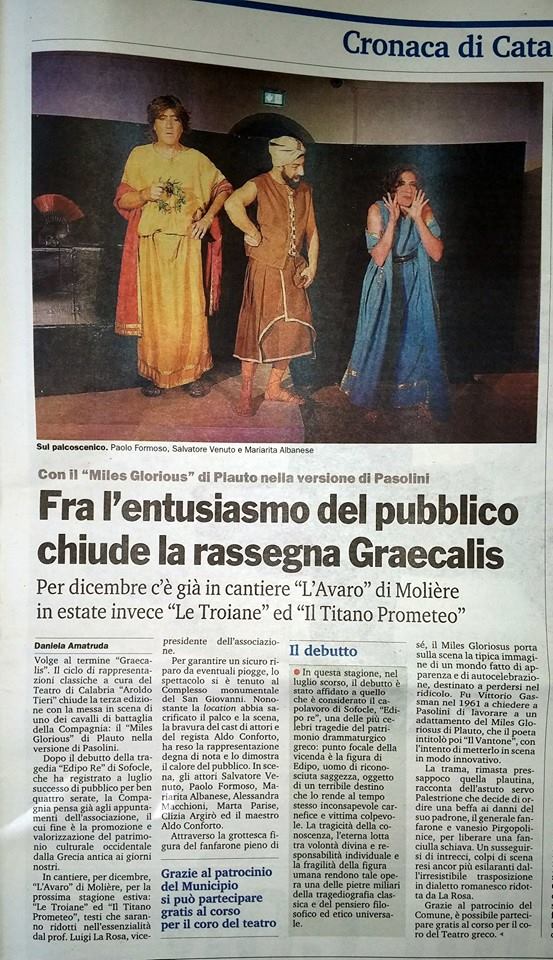 Cronaca di Cata
Sul palcoscenico. Paolo Formoso, Salvatore Venuto e Mariarita Albanese
Con il “Miles Glorious” di Plauto nella versione di Pasolini
Fra l’entusiasmo del pubblico
chiude la rassegna Graecalis
Per dicembre c’è già in cantiere “L’Avaro” di Molière
in estate invece “Le Troiane” ed “Il Titano Prometeo”
Daniela Amatruda
Volge al termine “Graeca-
lis”. Il ciclo di rappresentazioni
classiche a cura del
Teatro di Calabria “Aroldo
Tieri” chiude la terza edizione
con la messa in scena di
uno dei cavalli di battaglia
della Compagnia: il “Miles
Glorious” di Plauto nella
versione di Pasolini.
Dopo il debutto della tragedia
“Edipo Re” di Sofocle,
che ha registrato a luglio
successo di pubblico per ben
quattro serate, la Compagnia
pensa già agli appuntamenti
dell’associazione, il
cui fine è la promozione e
valorizzazione del patrimonio
culturale occidentale
dalla Grecia antica ai giorni
nostri.
In cantiere, per dicembre,
“L’Avaro” di Molière, per la
prossima stagione estiva:
“Le Troiane” ed “Il Titano
Prometeo”, testi che saranno
ridotti nell’essenzialità
dal prof. Luigi La Rosa, vice-
presidente dell’associazione.
Per garantire un sicuro riparo
da eventuali piogge, lo
spettacolo si è tenuto al
Complesso monumentale
del San Giovanni. Nonostante
la location abbia sacrificato
il palco e la scena,
la bravura del cast di attori e
del regista Aldo Conforto,
ha reso la rappresentazione
degna di nota e lo dimostra
il calore del pubblico. In scena,
gli attori Salvatore Venuto,
Paolo Formoso, Mariarita
Albanese, Alessandra
Macchioni, Marta Parise,
Clizia Argirò ed il maestro
Aldo Conforto.
Attraverso la grottesca figura
del fanfarone pieno di
Grazie al patrocinio
del Municipio
si può partecipare
gratis al corso
per il coro del teatro
Il debutto
● In questa stagione, nel
luglio scorso, il debutto è
stato affidato a quello
che è considerato il capolavoro
di Sofocle, “Edipo
re”, una delle più celebri
tragedie del patrimonio
drammaturgico
greco: punto focale della
vicenda è la figura di
Edipo, uomo di riconosciuta
saggezza, oggetto
di un terribile destino
che lo rende al tempo
stesso inconsapevole carnefice
e vittima colpevole.
La tragicità della conoscenza,
l’eterna lotta
tra volontà divina e responsabilità
individuale e
la fragilità della figura
umana rendono tale opera
una delle pietre miliari
della tragediografia classica
e del pensiero filosofico
ed etico universale.
sé, il Miles Gloriosus porta
sulla scena la tipica immagine
di un mondo fatto di apparenza
e di autocelebrazione,
destinato a perdersi nel
ridicolo. Fu Vittorio Gassman
nel 1961 a chiedere a
Pasolini di lavorare a un
adattamento del Miles Gloriosus
di Plauto, che il poeta
intitolò poi “Il Vantone”, con
l’intento di metterlo in scena
in modo innovativo.
La trama, rimasta pressappoco
quella plautina,
racconta dell’astuto servo
Palestrione che decide di ordire
una beffa ai danni del
suo padrone, il generale fanfarone
e vanesio Pirgopolinice,
per liberare una fanciulla
schiava. Un susseguirsi
di intrecci, colpi di scena
resi ancor più esilaranti dall’irresistibile
trasposizione
in dialetto romanesco ridotta
da La Rosa.
Grazie al patrocinio del
Comune, è possibile partecipare
gratis al corso per il coro
del Teatro greco.